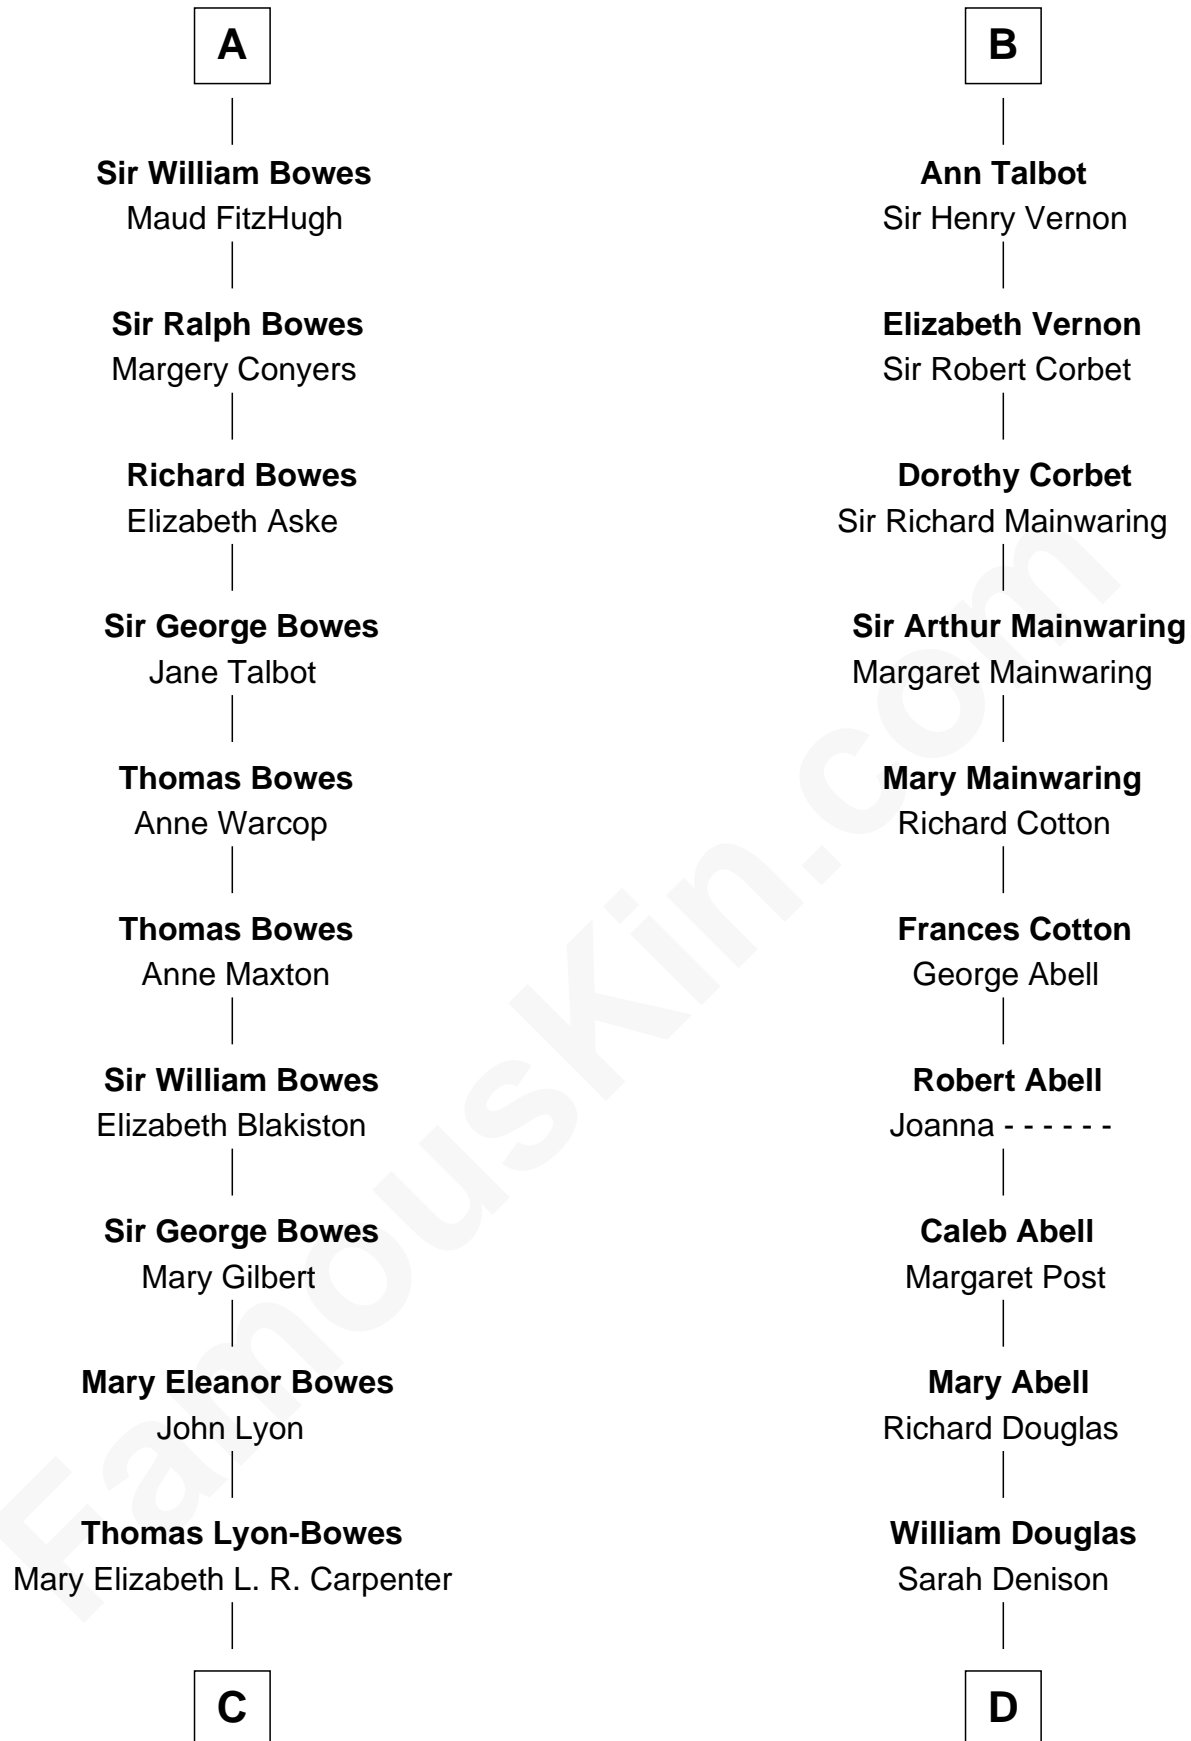 A
Sir William Bowes
Maud FitzHugh
Sir Ralph Bowes
Margery Conyers
Richard Bowes
Elizabeth Aske
Sir George Bowes
Jane Talbot
Thomas Bowes
Anne Warcop
Thomas Bowes
Anne Maxton
Sir William Bowes
Elizabeth Blakiston
Sir George Bowes
Mary Gilbert
Mary Eleanor Bowes
John Lyon
Thomas Lyon-Bowes
Mary Elizabeth L. R. Carpenter
C
B
Ann Talbot
Sir Henry Vernon
Elizabeth Vernon
Sir Robert Corbet
Dorothy Corbet
Sir Richard Mainwaring
Sir Arthur Mainwaring
Margaret Mainwaring
Mary Mainwaring
Richard Cotton
Frances Cotton
George Abell
Robert Abell
Joanna - - - - - -
Caleb Abell
Margaret Post
Mary Abell
Richard Douglas
William Douglas
Sarah Denison
D
FamousKin.com